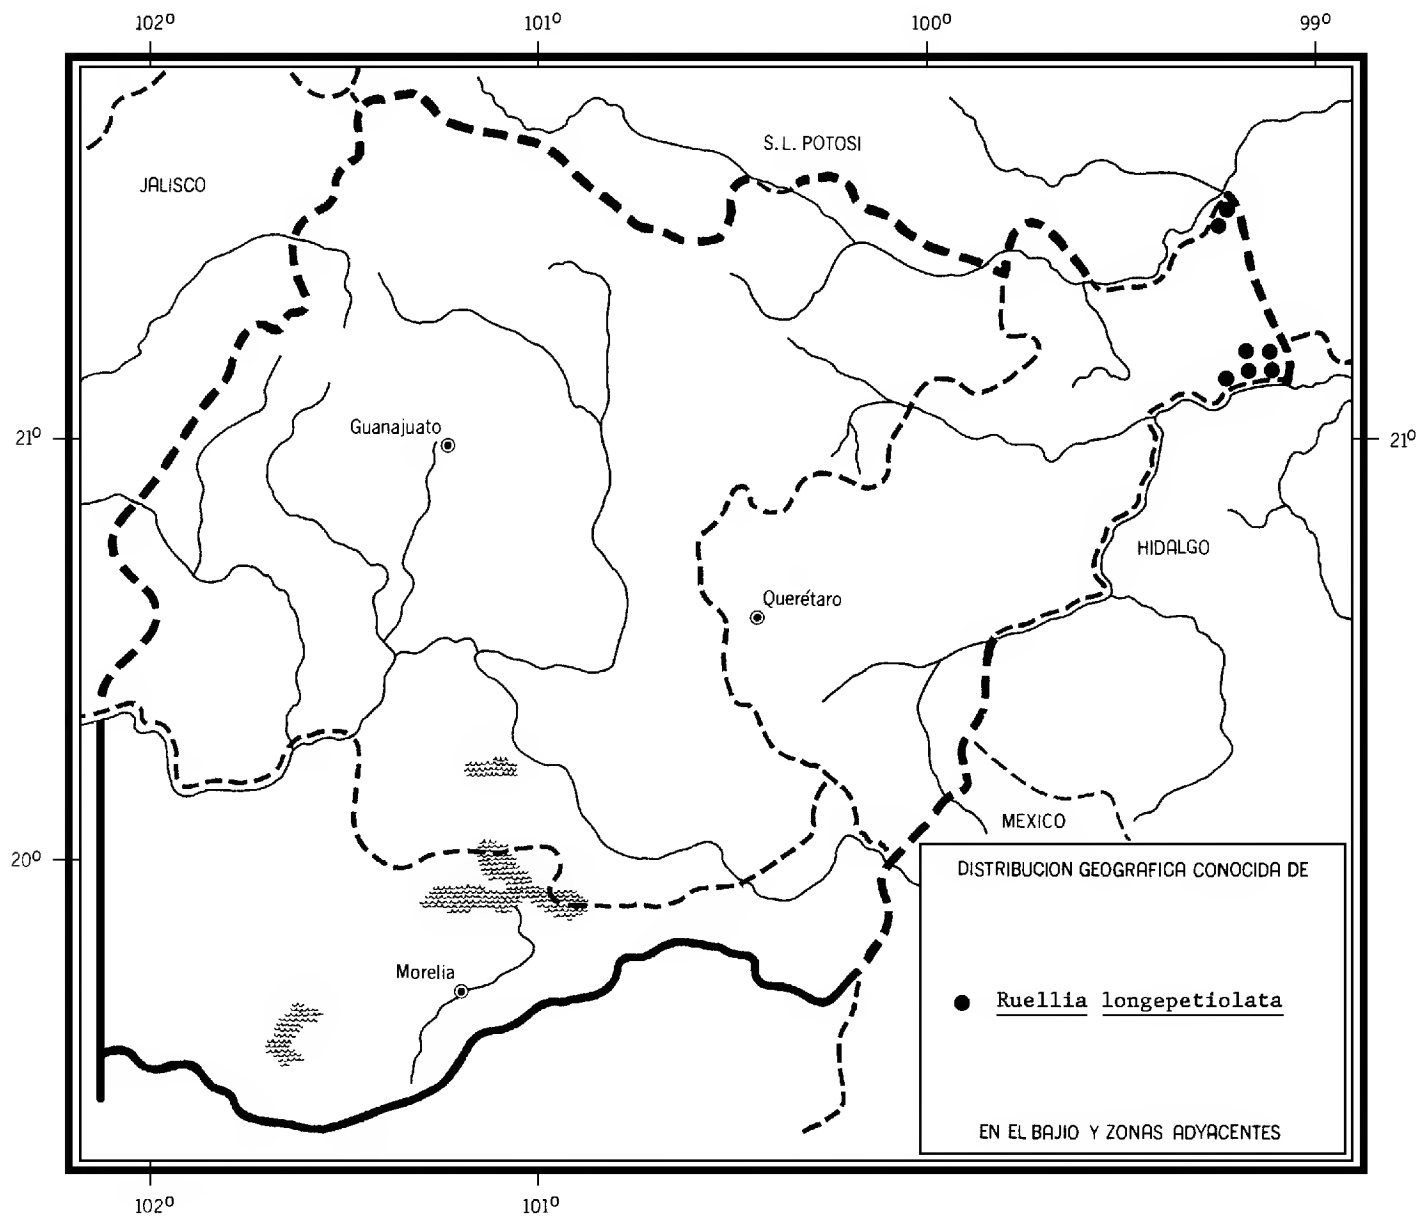 102º
101º
100º
99º
S.L. POTOSI
JALISCO
Guanajuato
21º
21º
HIDALGO
Querétaro
MEXICO
20º
DISTRIBUCION GEOGRAFICA CONOCIDA DE
Morelia
Ruellia longepetiolata
EN EL BAJIO Y ZONAS ADYACENTES
102º
101º